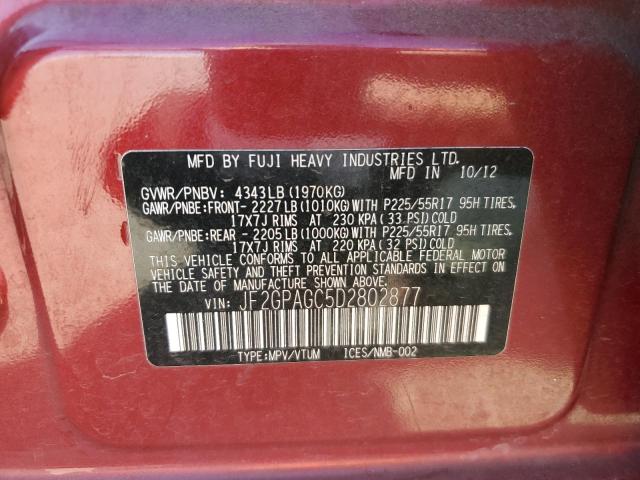 MFD BY FUJI HEAVY INDUSTRIES LTD.
MFD IN 10/12
GVWR/PNBV: 4343LB(1970KG)
GAWR/PNBE:FRONT-2227LB(1010KG)WITH P225/55R17 95H TIRES,
17X7J RIMS AT 230 KPA(33 PSI)COLD
GAWR/PNBE:REAR -2205LB(1000KG)WITH P225/55R17 95H TIRES,
17X7J RIMS AT 220 KPA(32 PSI)COLD
THIS VEHICLE CONFORMS TO ALL APPLICABLE FEDERAL MOTOR
VEHICLE SAFETY AND THEFT PREVENTION STANDARDS IN EFFECT ON
THE DATE OF MANUFACTURE SHOWN ABOVE.
VIN: JF2GPAGC5D2802877
TYPE:MPV/VTUM ICES/NMB-002